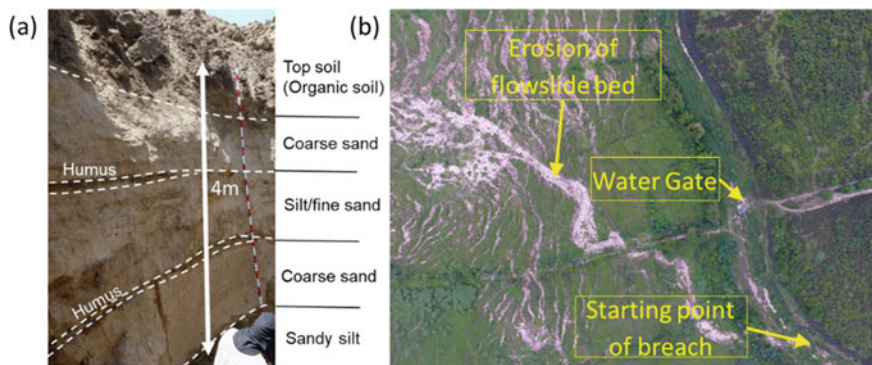 (a)
Top soil
(Organic soil)
Coarse sand
Humus
4m
Silt/fine sand
Coarse sand
Humus
Sandy silt
(b)
Erosion of
flowslide bed
Water Gate
Starting point
of breach